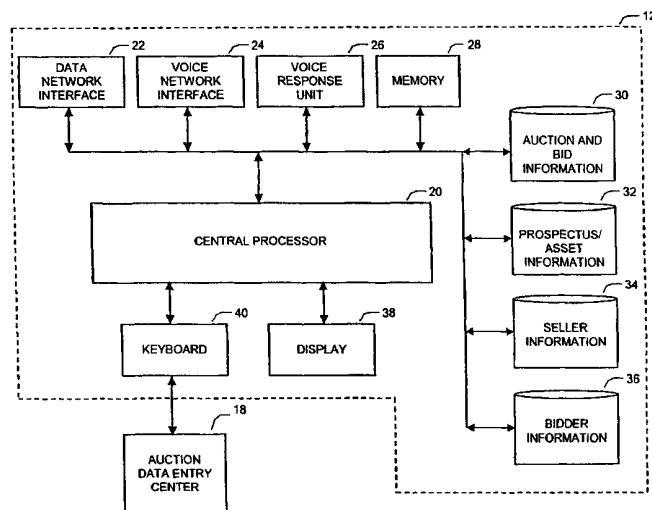 12
22
24
26
28
DATA
NETWORK
INTERFACE
VOICE
NETWORK
INTERFACE
VOICE
RESPONSE
UNIT
MEMORY
30
AUCTION AND
BID
INFORMATION
20
CENTRAL PROCESSOR
32
PROSPECTUS/
ASSET
INFORMATION
34
SELLER
INFORMATION
40
KEYBOARD
38
DISPLAY
36
BIDDER
INFORMATION
18
AUCTION
DATA ENTRY
CENTER